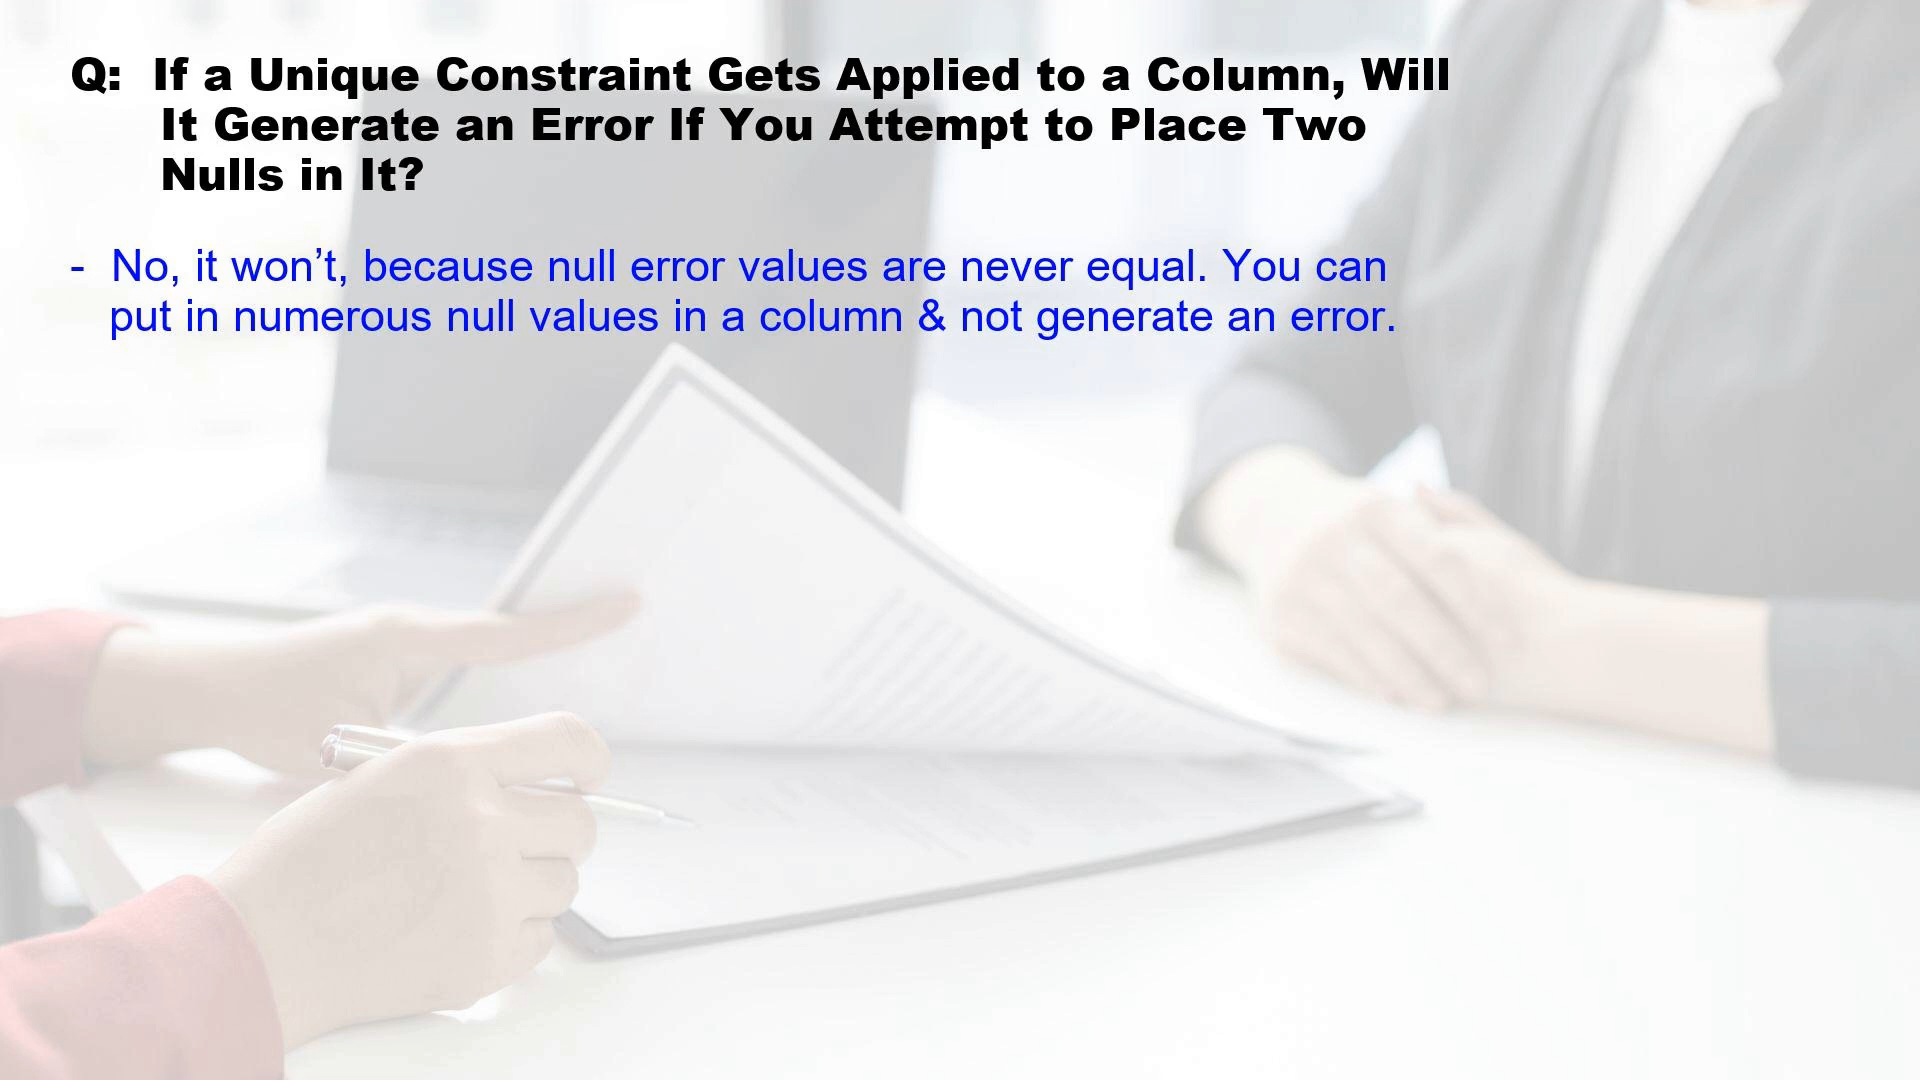 Q: If a Unique Constraint Gets Applied to a Column, Will
It Generate an Error If You Attempt to Place Two
Nulls in It?
- No, it won’t, because null error values are never equal. You can
put in numerous null values in a column & not generate an error.